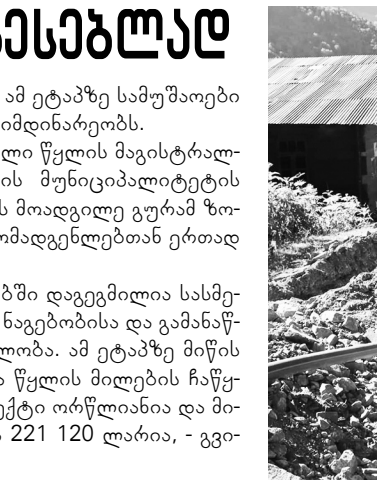 ესებლად
ამ ეტაპზე სამუშაოები
იმდინარეობს.
ლი წყლის მაგისტრალ-
ის მუნიციპალიტეტის
ს მოადგილე გურამ ზო-
ომადგენლებთან ერთად
ბში დაგეგმილია სასმე-
ნაგებობისა და გამანაწ-
ლობა. ამ ეტაპზე მიწის
ა წყლის მილების ჩაწყ-
ექტი ორწლიანია და მი-
ა 221 120 ლარია, - გვი-